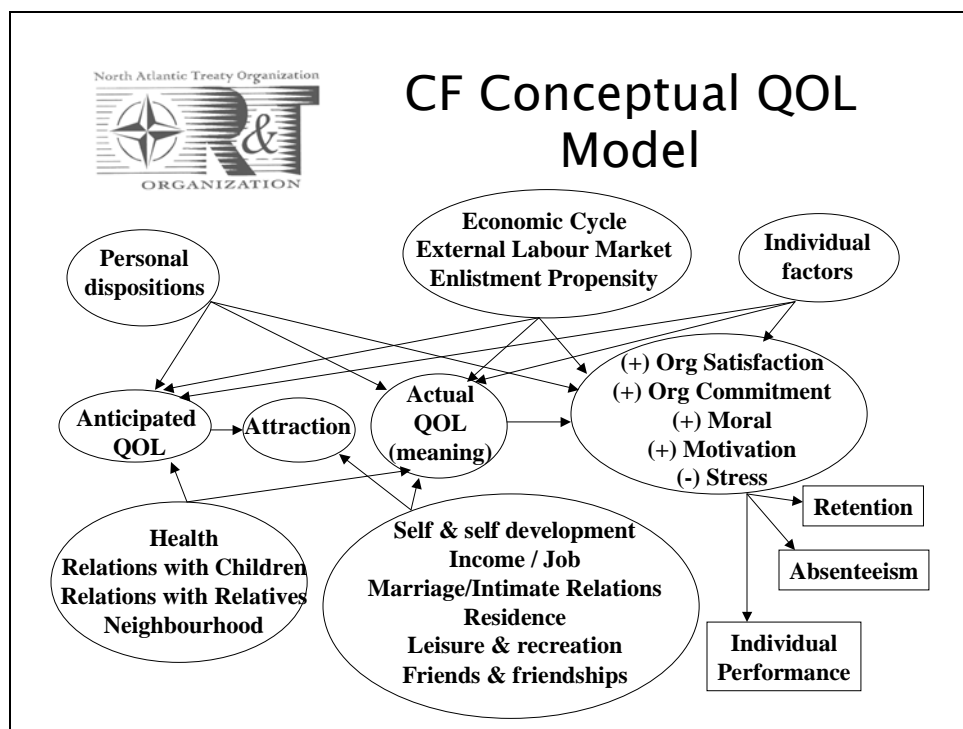 North Atlantic Treaty Organization
R&T
ORGANIZATION
CF Conceptual QOL
Model
Personal
dispositions
Economic Cycle
External Labour Market
Enlistment Propensity
Individual
factors
Anticipated
QOL
Attraction
Actual
QOL
(meaning)
(+) Org Satisfaction
(+) Org Commitment
(+) Moral
(+) Motivation
(-) Stress
Health
Relations with Children
Relations with Relatives
Neighbourhood
Self & self development
Income / Job
Marriage/Intimate Relations
Residence
Leisure & recreation
Friends & friendships
Retention
Absenteeism
Individual
Performance